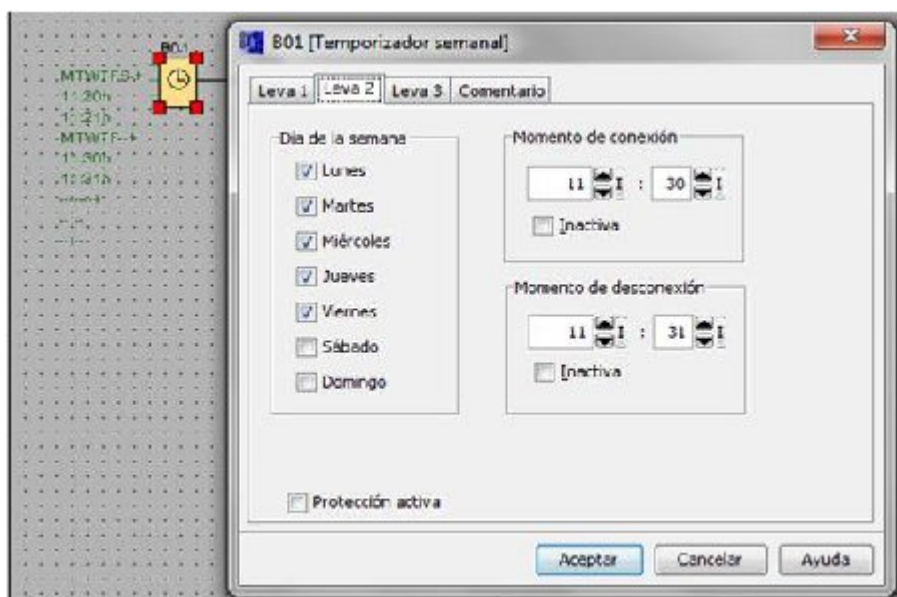 B01
B01 [Temporizador semanal]
Leva 1 Leva 2 Leva 3 Comentario
Día de la semana
Lunes
Martes
Miércoles
Jueves
Viernes
Sábado
Domingo
Momento de conexión
11 : 30
Inactiva
Momento de desconexión
11 : 31
Inactiva
Protección activa
Aceptar Cancelar Ayuda